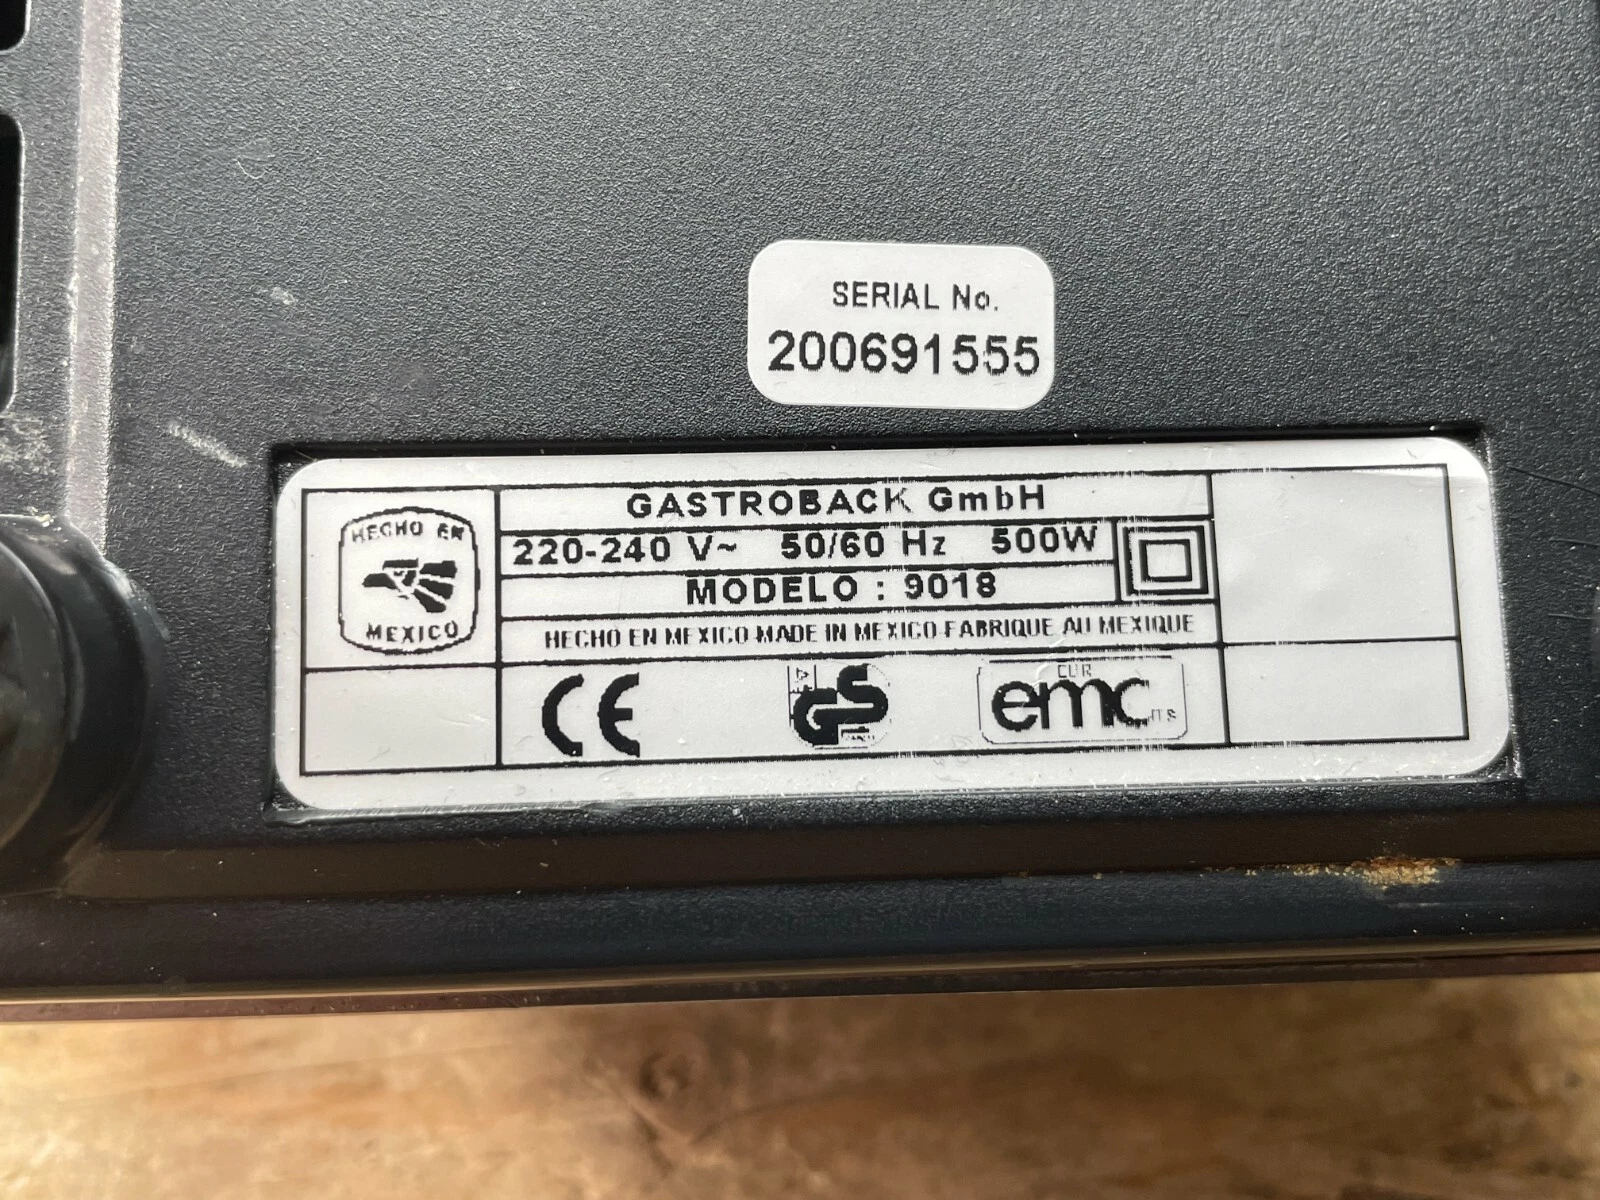 SERIAL No.
200691555
HECHO EN
MEXICO
GASTROBACK GmbH
220-240 V~ 50/60 Hz 500W
MODELO : 9018
HECHO EN MEXICO MADE IN MEXICO FABRIQUE AU MEXIQUE
CE
GS
emc